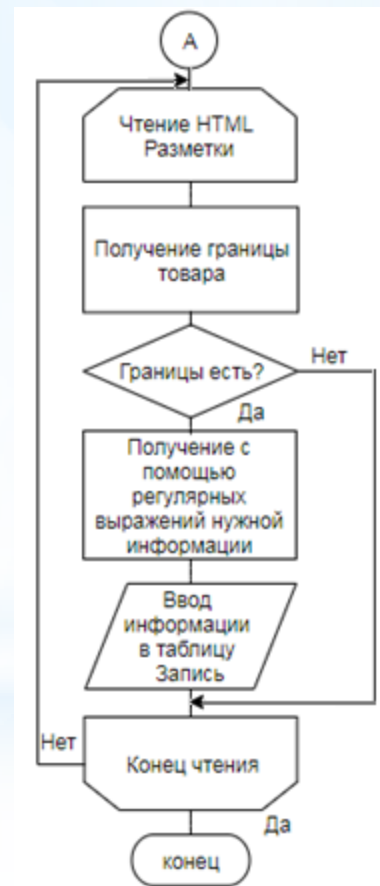 А
Чтение HTML
Разметки
Получение границы
товара
Границы есть?
Нет
Да
Получение с
помощью
регулярных
выражений нужной
информации
Ввод
информации
в таблицу
Запись
Нет
Конец чтения
Да
конец